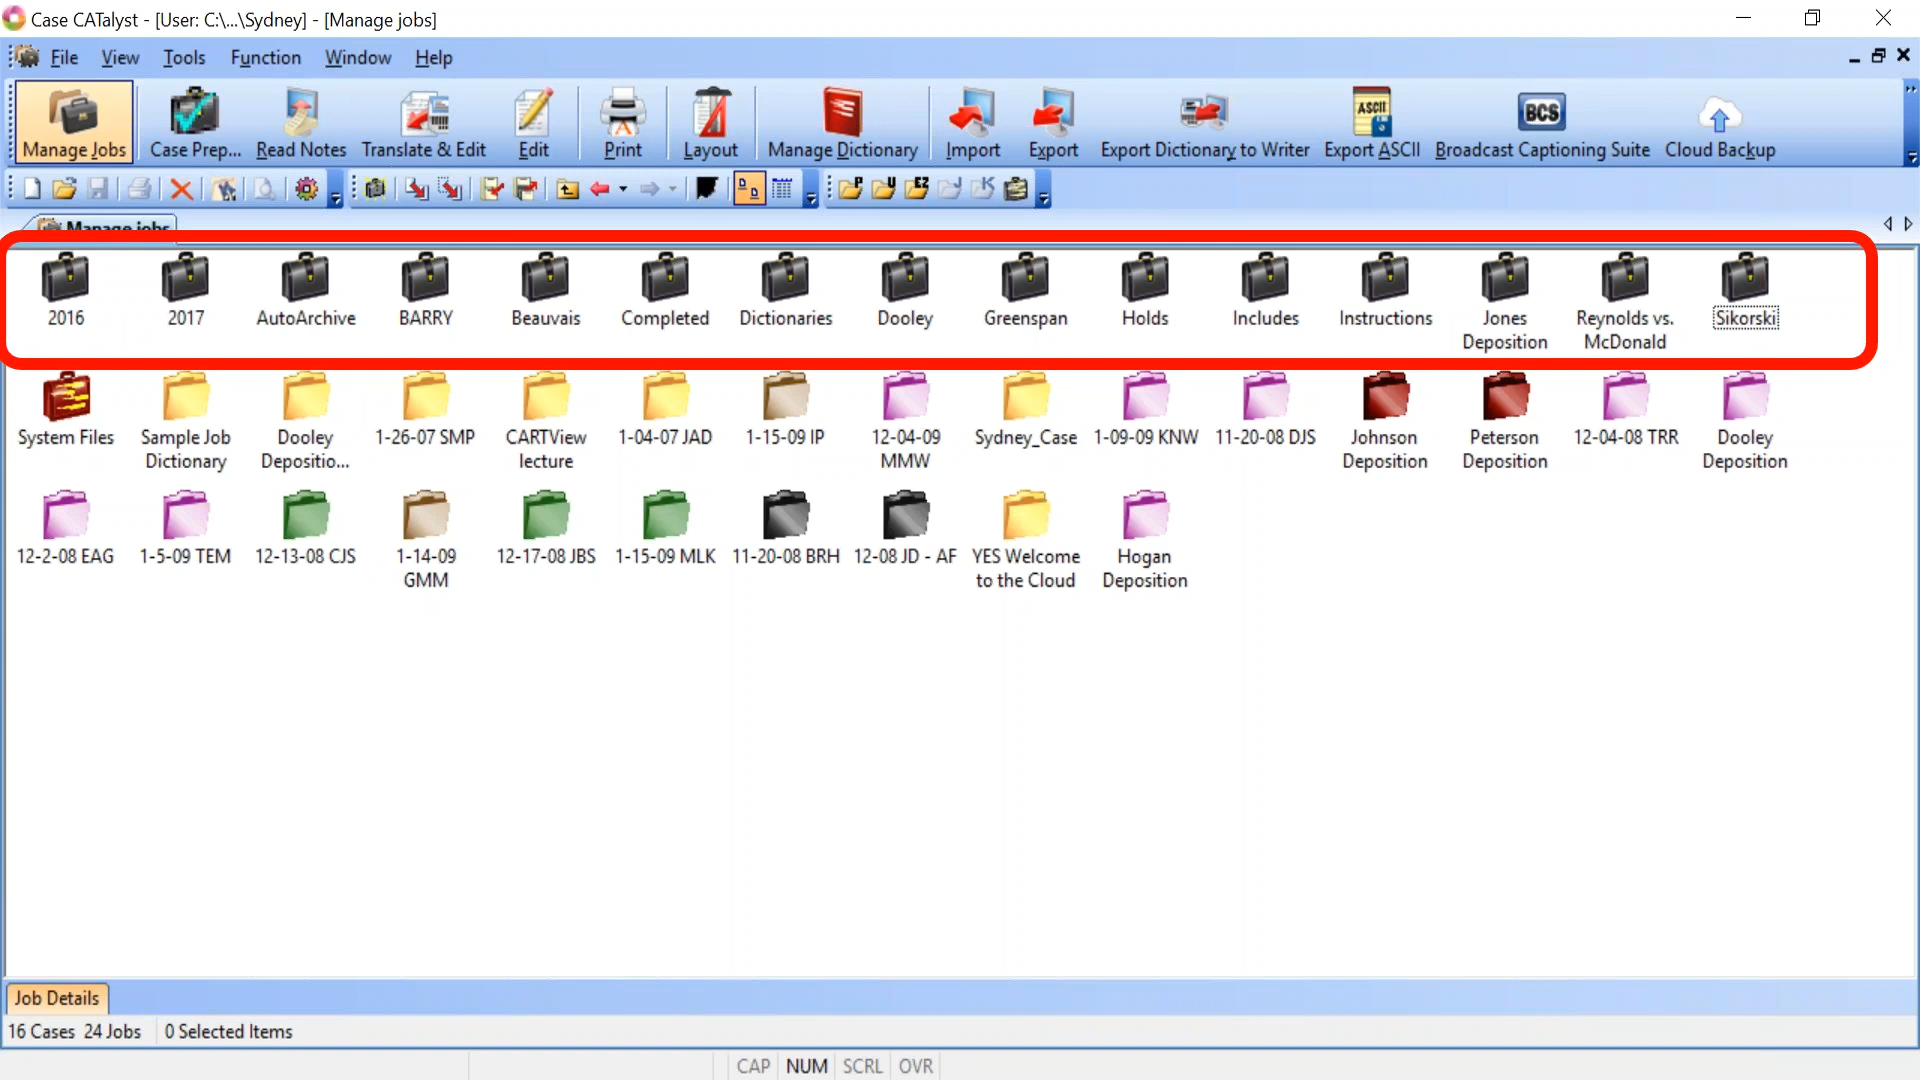 Case CATalyst - [User: C:\...\Sydney] - [Manage jobs]
File View Tools Function Window Help
Manage Jobs Case Prep... Read Notes Translate & Edit Edit Print Layout Manage Dictionary Import Export Export Dictionary to Writer Export ASCII Broadcast Captioning Suite Cloud Backup
ASCII
BCS
P U EZ J K
Manage jobs
2016 2017 AutoArchive BARRY Beauvais Completed Dictionaries Dooley Greenspan Holds Includes Instructions Jones Deposition Reynolds vs. McDonald Sikorski
System Files Sample Job Dictionary Dooley Depositio... 1-26-07 SMP CARTView lecture 1-04-07 JAD 1-15-09 IP 12-04-09 MMW Sydney_Case 1-09-09 KNW 11-20-08 DJS Johnson Deposition Peterson Deposition 12-04-08 TRR Dooley Deposition
12-2-08 EAG 1-5-09 TEM 12-13-08 CJS 1-14-09 GMM 12-17-08 JBS 1-15-09 MLK 11-20-08 BRH 12-08 JD - AF YES Welcome to the Cloud Hogan Deposition
Job Details
16 Cases 24 Jobs 0 Selected Items
CAP NUM SCRL OVR